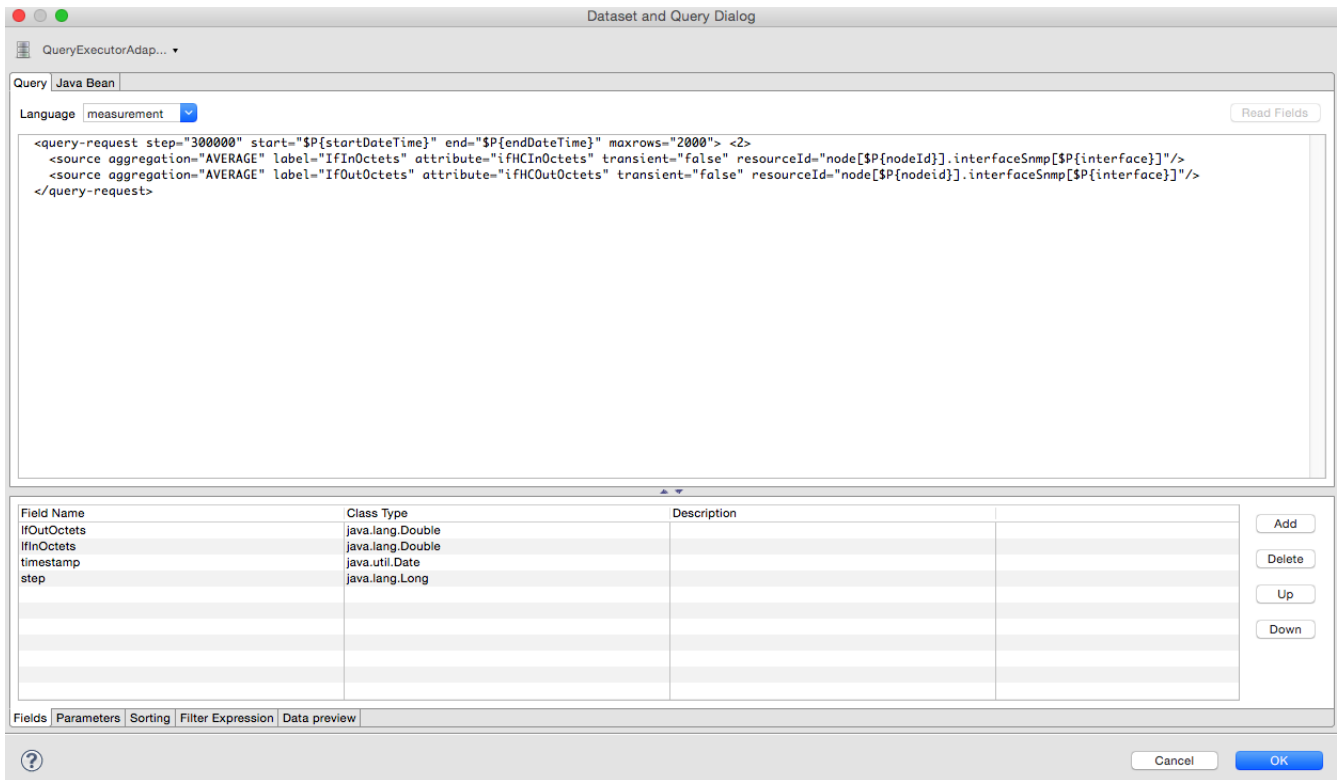 Dataset and Query Dialog
QueryExecutorAdap...
Query Java Bean
Language measurement Read Fields
<query-request step="300000" start="$P{startDateTime}" end="$P{endDateTime}" maxrows="2000"> <2>
<source aggregation="AVERAGE" label="IfInOctets" attribute="ifHCInOctets" transient="false" resourceId="node[$P{nodeId}].interfaceSnmp[$P{interface}]"/>
<source aggregation="AVERAGE" label="IfOutOctets" attribute="ifHCOutOctets" transient="false" resourceId="node[$P{nodeid}].interfaceSnmp[$P{interface}]"/>
</query-request>
Field Name Class Type Description
IfOutOctets java.lang.Double
IfInOctets java.lang.Double
timestamp java.util.Date
step java.lang.Long
Add
Delete
Up
Down
Fields Parameters Sorting Filter Expression Data preview
? Cancel OK